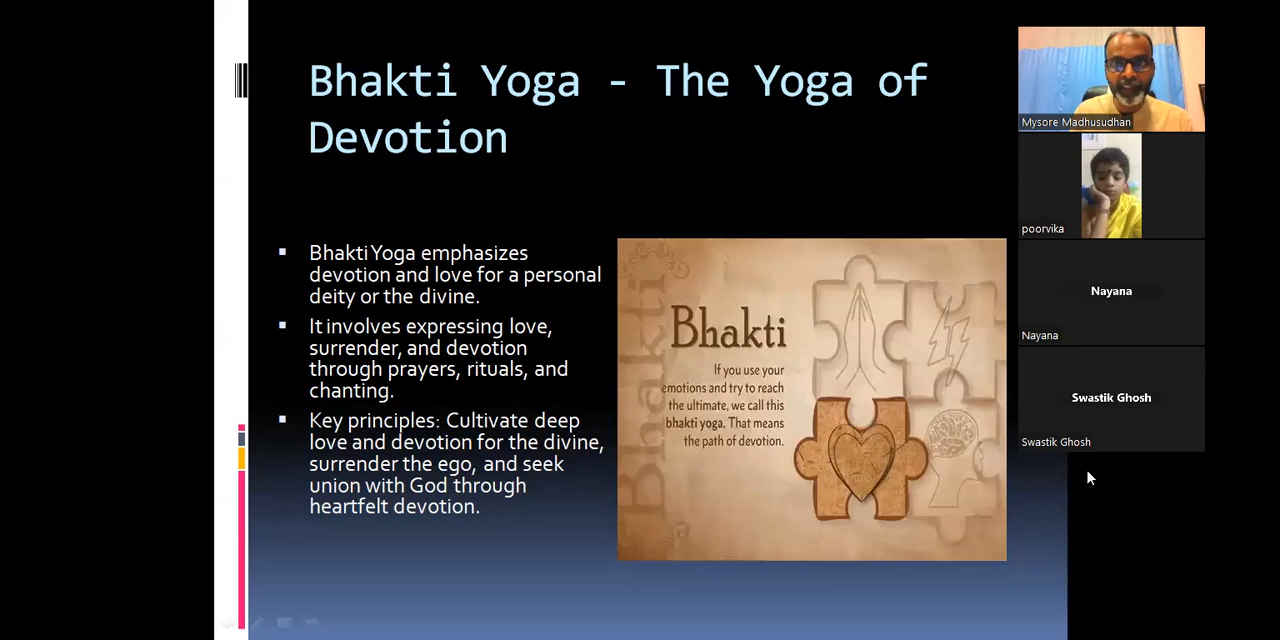 Bhakti Yoga - The Yoga of
Devotion
Bhakti Yoga emphasizes
devotion and love for a personal
deity or the divine.
It involves expressing love,
surrender, and devotion
through prayers, rituals, and
chanting.
Key principles: Cultivate deep
love and devotion for the divine,
surrender the ego, and seek
union with God through
heartfelt devotion.
Bhakti
Bhakti
If you use your
emotions and try to reach
the ultimate, we call this
bhakti yoga. That means
the path of devotion.
Mysore Madhusudhan
poorvika
Nayana
Nayana
Swastik Ghosh
Swastik Ghosh